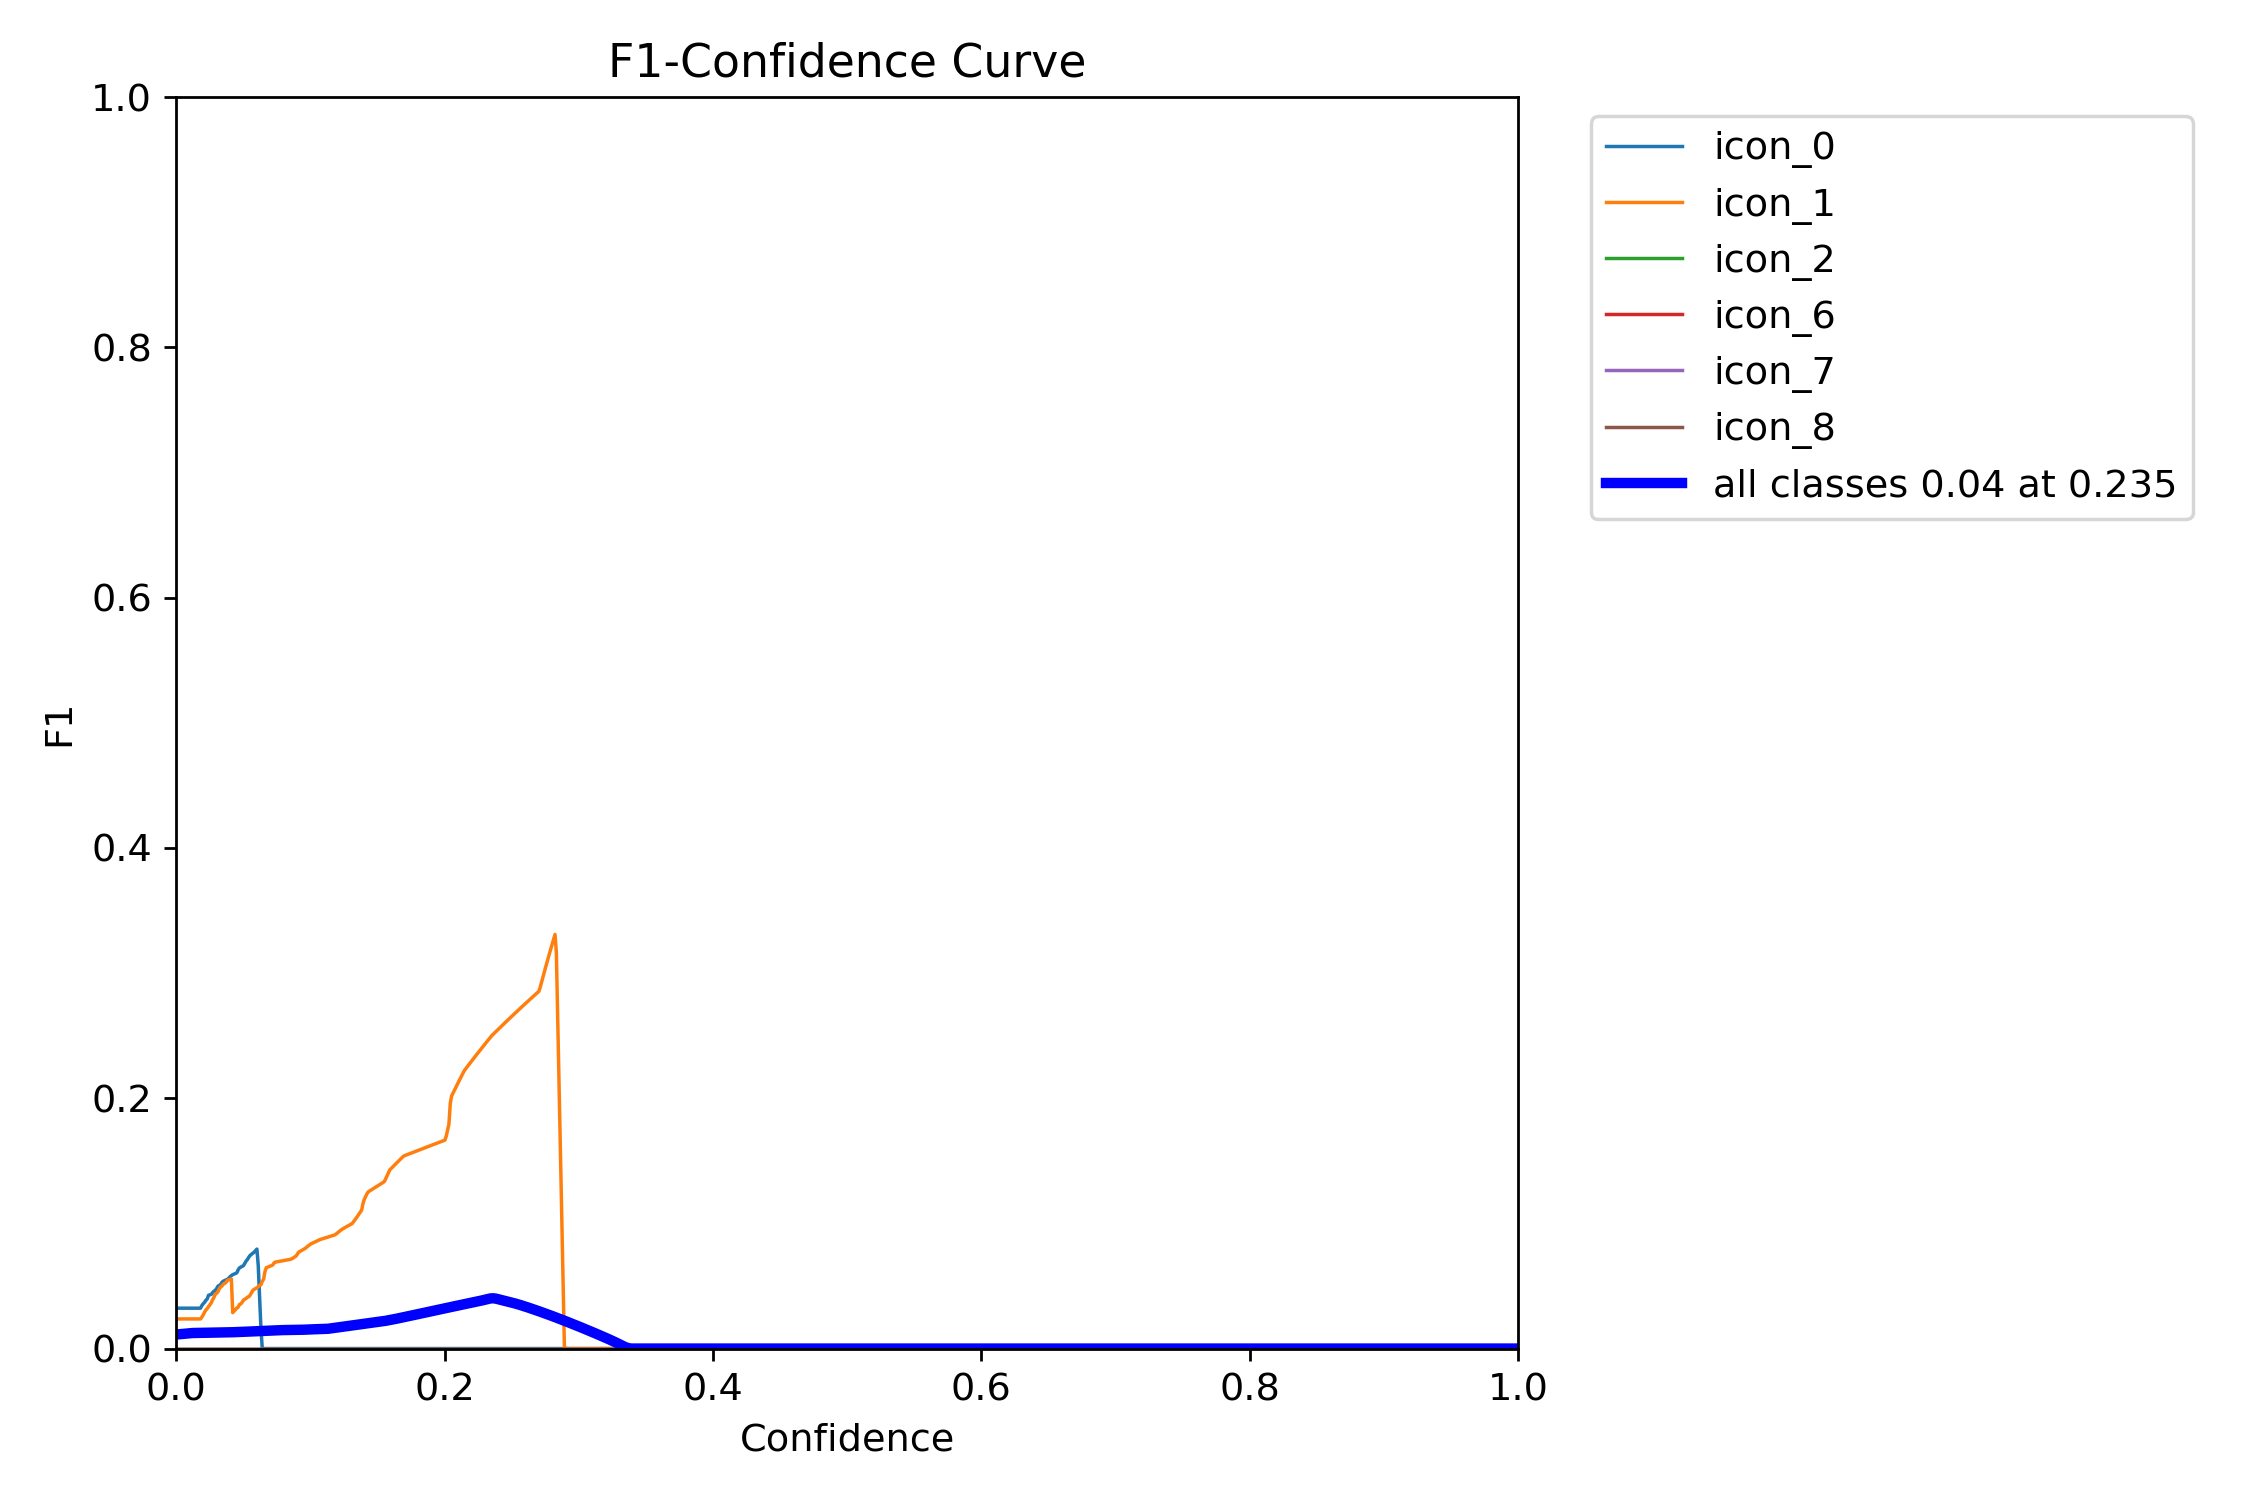 F1-Confidence Curve
1.0
0.8
0.6
0.4
0.2
0.0
F1
0.0 0.2 0.4 0.6 0.8 1.0
Confidence
icon_0
icon_1
icon_2
icon_6
icon_7
icon_8
all classes 0.04 at 0.235